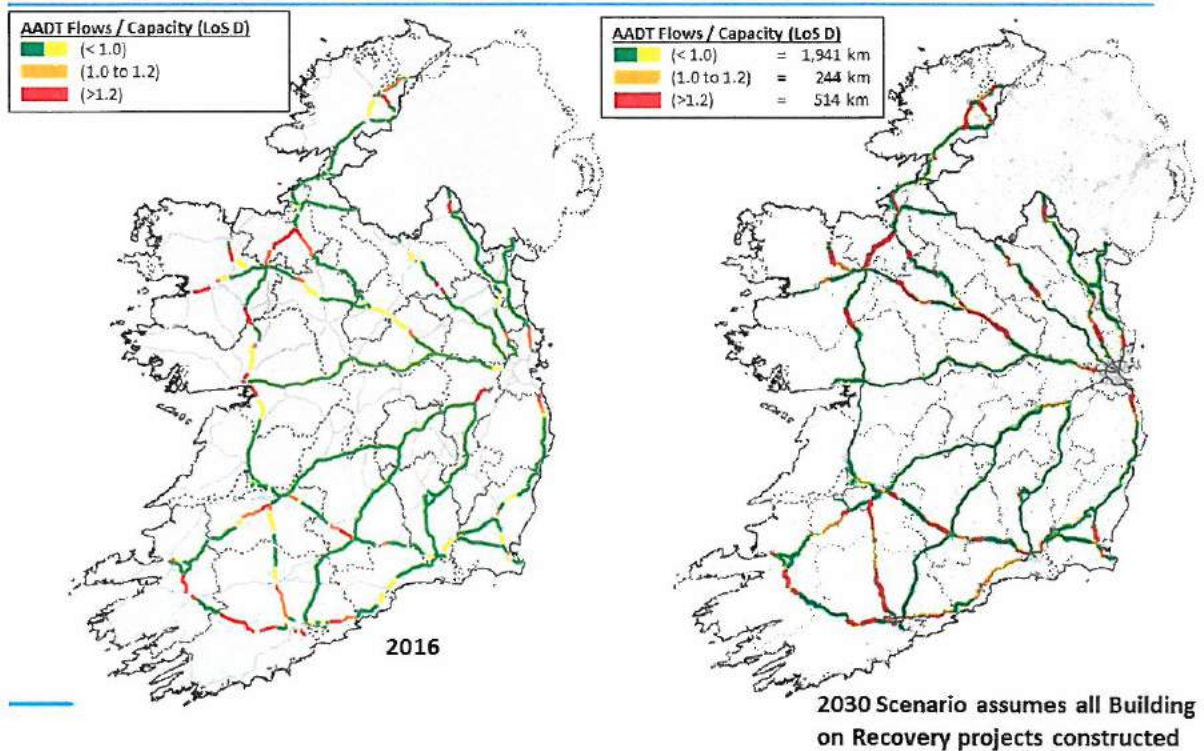 AADT Flows / Capacity (LoS D)
(< 1.0)
(1.0 to 1.2)
(>1.2)
2016
AADT Flows / Capacity (LoS D)
(< 1.0) = 1,941 km
(1.0 to 1.2) = 244 km
(>1.2) = 514 km
2030 Scenario assumes all Building
on Recovery projects constructed